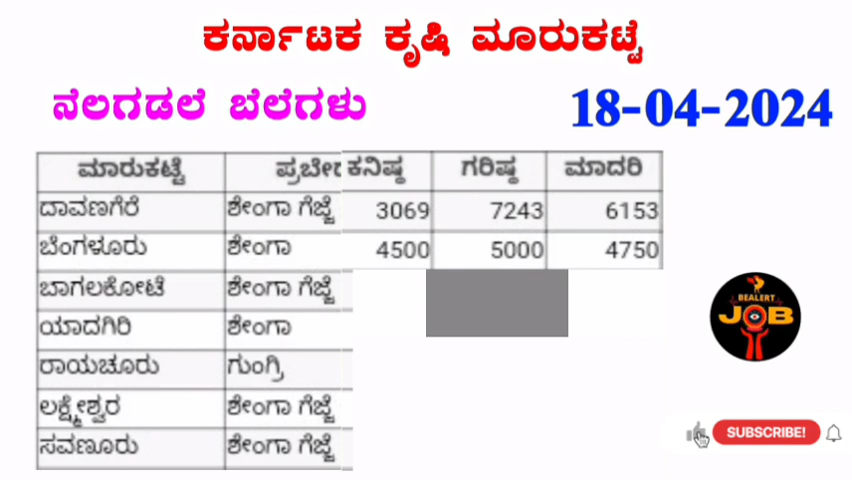 ಕರ್ನಾಟಕ ಕೃಷಿ ಮಾರುಕಟ್ಟೆ
ನೆಲಗಡಲೆ ಬೆಲೆಗಳು 18-04-2024
ಮಾರುಕಟ್ಟೆ ಪ್ರಬೇದ ಕನಿಷ್ಠ ಗರಿಷ್ಠ ಮಾದರಿ
ದಾವಣಗೆರೆ ಶೇಂಗಾ ಗೆಜ್ಜೆ 3069 7243 6153
ಬೆಂಗಳೂರು ಶೇಂಗಾ 4500 5000 4750
ಬಾಗಲಕೋಟೆ ಶೇಂಗಾ ಗೆಜ್ಜೆ
ಯಾದಗಿರಿ ಶೇಂಗಾ
ರಾಯಚೂರು ಗುಂಗ್ರಿ
ಲಕ್ಷ್ಮೇಶ್ವರ ಶೇಂಗಾ ಗೆಜ್ಜೆ
ಸವಣೂರು ಶೇಂಗಾ ಗೆಜ್ಜೆ
BEALERT
JOB
SUBSCRIBE!